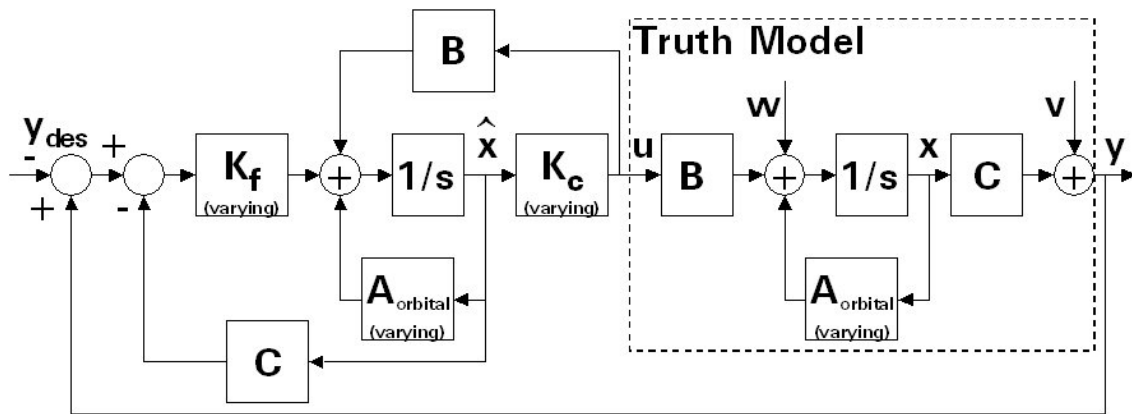 B
Truth Model
y_des
-
+
+
-
K_f
(varying)
+
1/s
x̂
K_c
(varying)
u
B
w
+
1/s
x
C
v
+
y
A_orbital
(varying)
A_orbital
(varying)
C